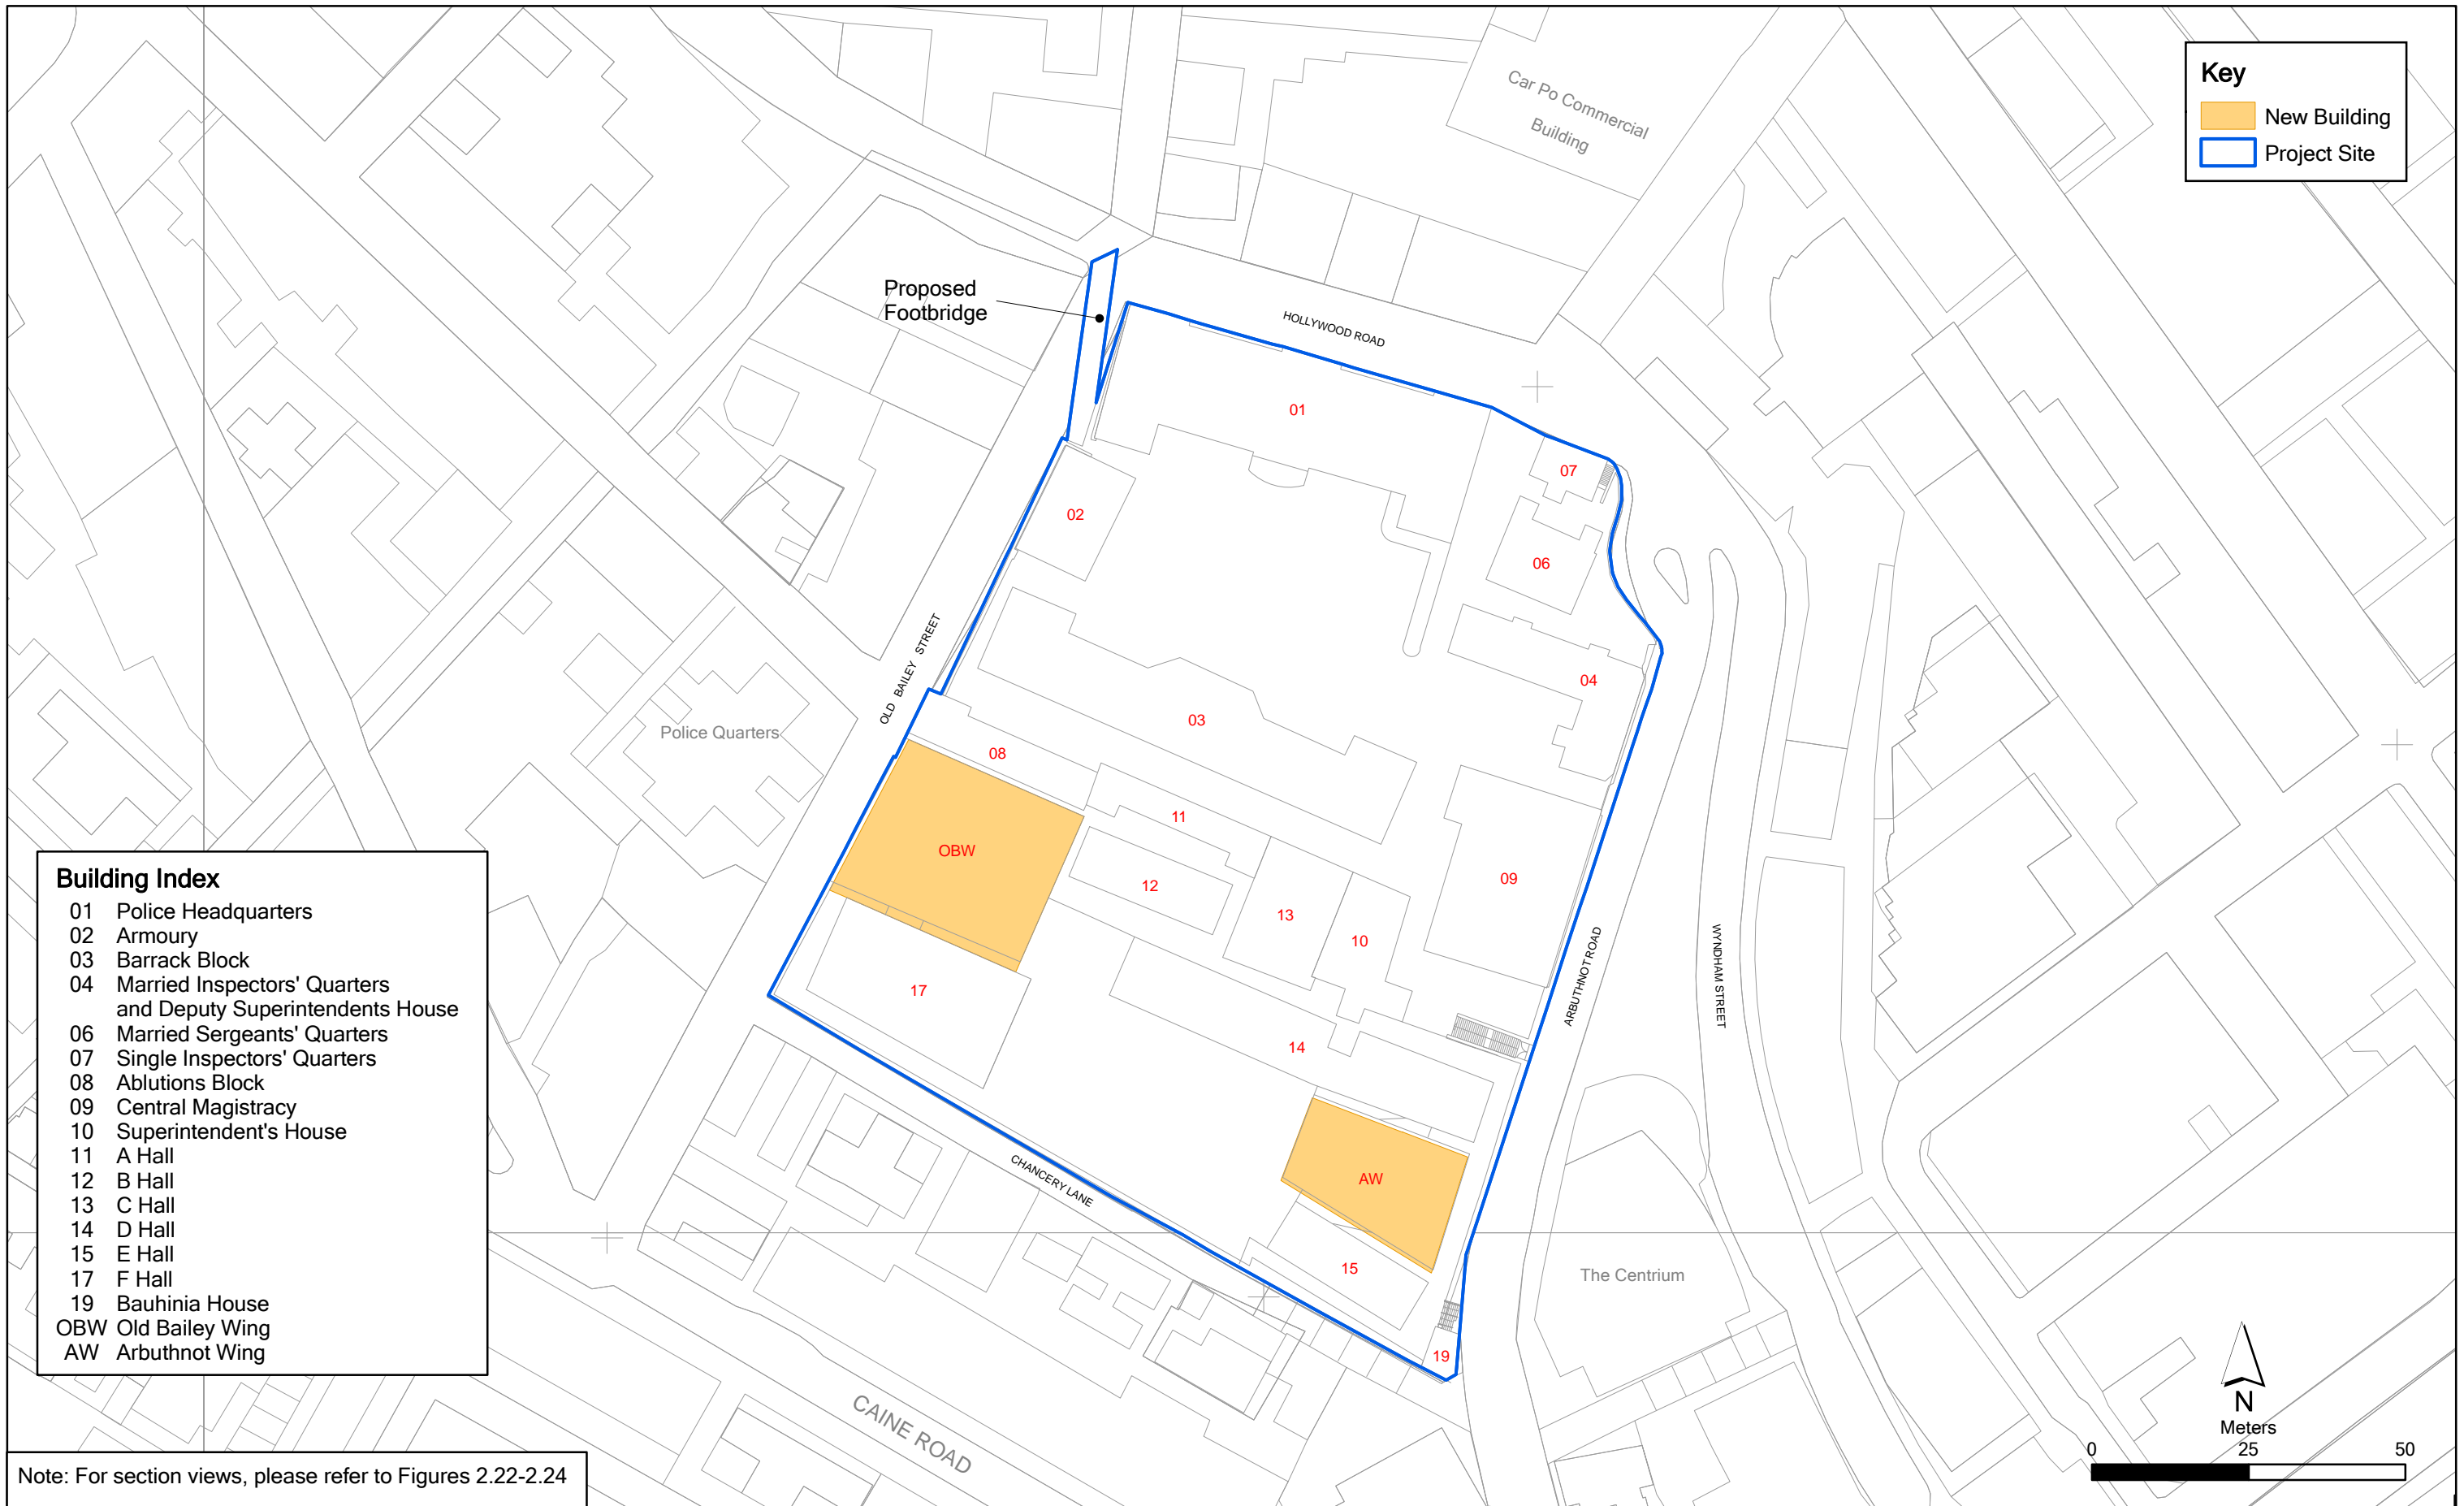 Car Po Commercial
Building
Key
New Building
Project Site
Proposed
Footbridge
HOLLYWOOD ROAD
01
07
02
06
OLD BAILEY STREET
04
03
Police Quarters
08
11
OBW
12
09
13
10
17
ARBUTHNOT ROAD
WYNDHAM STREET
14
CHANCERY LANE
AW
15
The Centrium
19
CAINE ROAD
Building Index
01 Police Headquarters
02 Armoury
03 Barrack Block
04 Married Inspectors' Quarters
and Deputy Superintendents House
06 Married Sergeants' Quarters
07 Single Inspectors' Quarters
08 Ablutions Block
09 Central Magistracy
10 Superintendent's House
11 A Hall
12 B Hall
13 C Hall
14 D Hall
15 E Hall
17 F Hall
19 Bauhinia House
OBW Old Bailey Wing
AW Arbuthnot Wing
N
Meters
0 25 50
Note: For section views, please refer to Figures 2.22-2.24